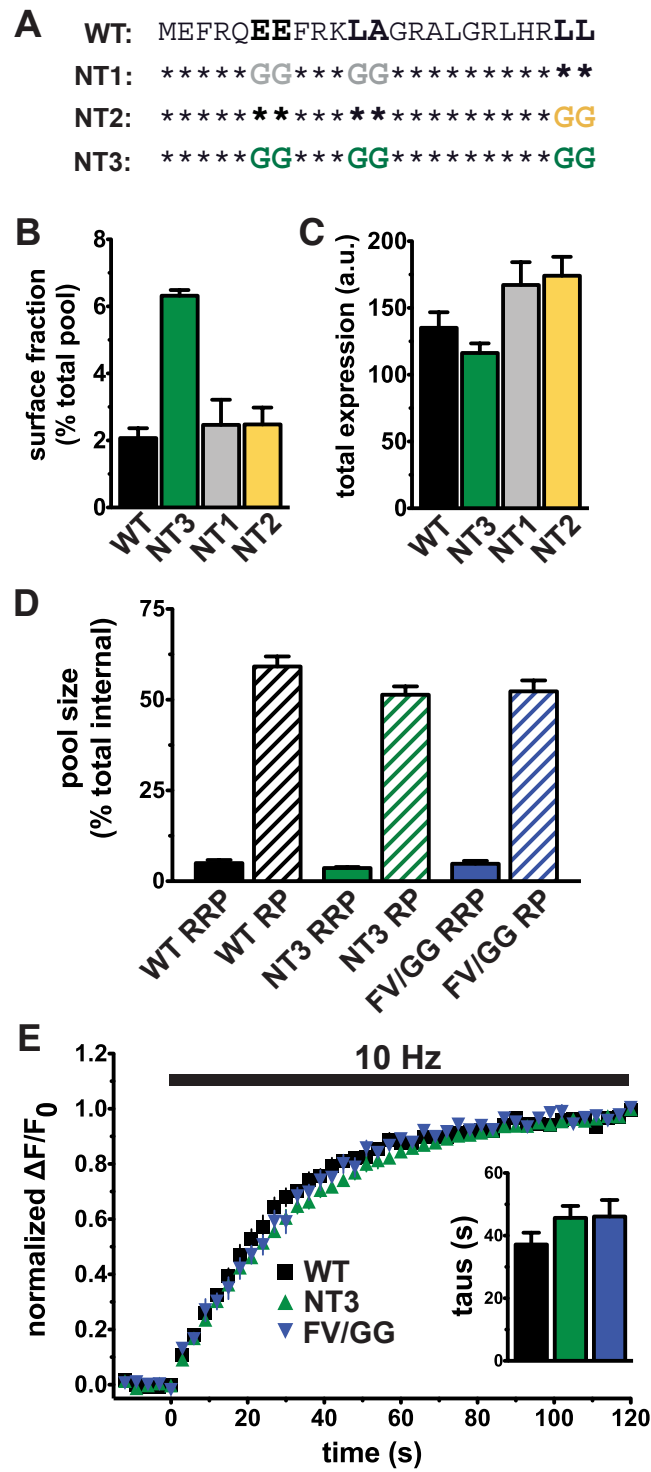 A
WT: MEFRQEEFRKLAGRALGRLHRLL
NT1: *****GG***GG***********
NT2: *********************GG
NT3: *****GG***GG*********GG
B
surface fraction
(% total pool)
8
6
4
2
0
WT
NT3
NT1
NT2
C
total expression (a.u.)
200
150
100
50
0
WT
NT3
NT1
NT2
D
pool size
(% total internal)
75
50
25
0
WT RRP
WT RP
NT3 RRP
NT3 RP
FV/GG RRP
FV/GG RP
E
normalized ΔF/F0
1.2
1.0
0.8
0.6
0.4
0.2
0.0
10 Hz
WT
NT3
FV/GG
taus (s)
60
40
20
0
0 20 40 60 80 100 120
time (s)